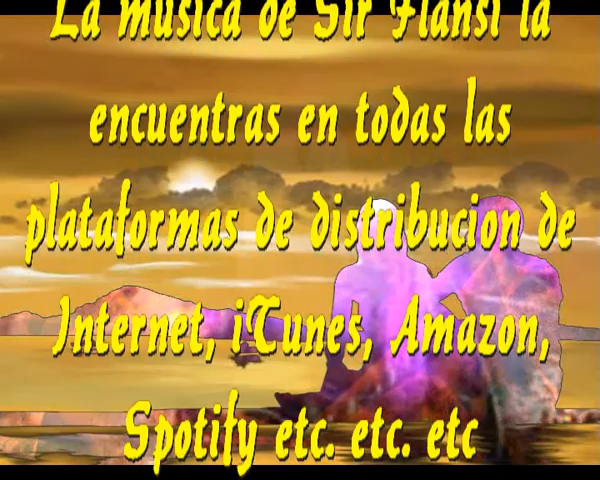 La musica de Sir Flansi la
encuentras en todas las
plataformas de distribucion de
Internet, iTunes, Amazon,
Spotify etc. etc. etc